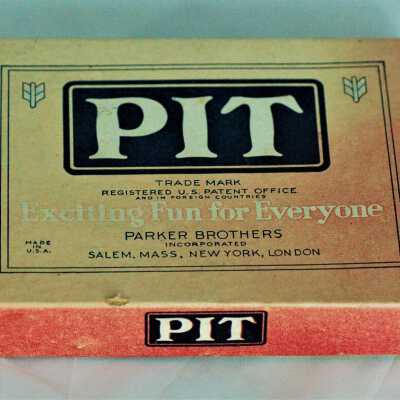 PIT
TRADE MARK
REGISTERED U.S. PATENT OFFICE
AND IN FOREIGN COUNTRIES
Exciting Fun for Everyone
PARKER BROTHERS
INCORPORATED
SALEM, MASS., NEW YORK, LONDON
MADE
IN
U.S.A.
PIT